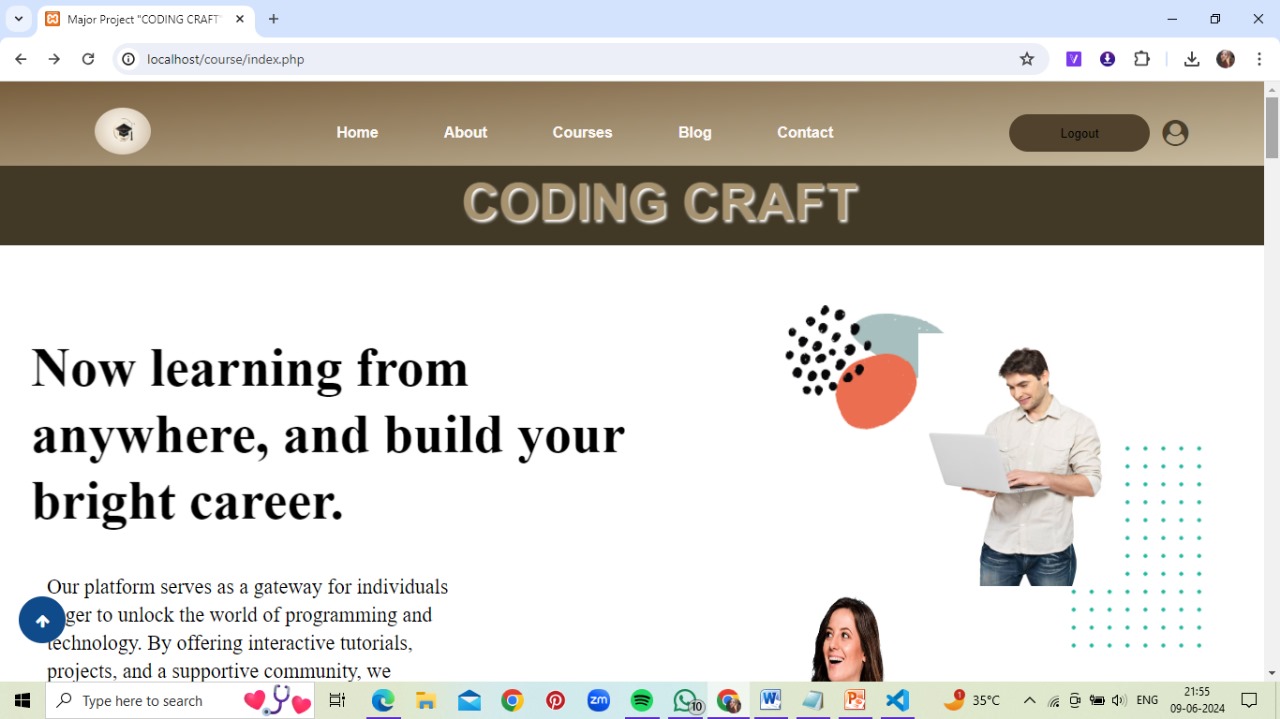 Major Project "CODING CRAFT"
localhost/course/index.php
Home About Courses Blog Contact Logout
CODING CRAFT
Now learning from
anywhere, and build your
bright career.
Our platform serves as a gateway for individuals
ger to unlock the world of programming and
technology. By offering interactive tutorials,
projects, and a supportive community, we
Type here to search
zm
10
1
35°C
ENG
21:55
09-06-2024